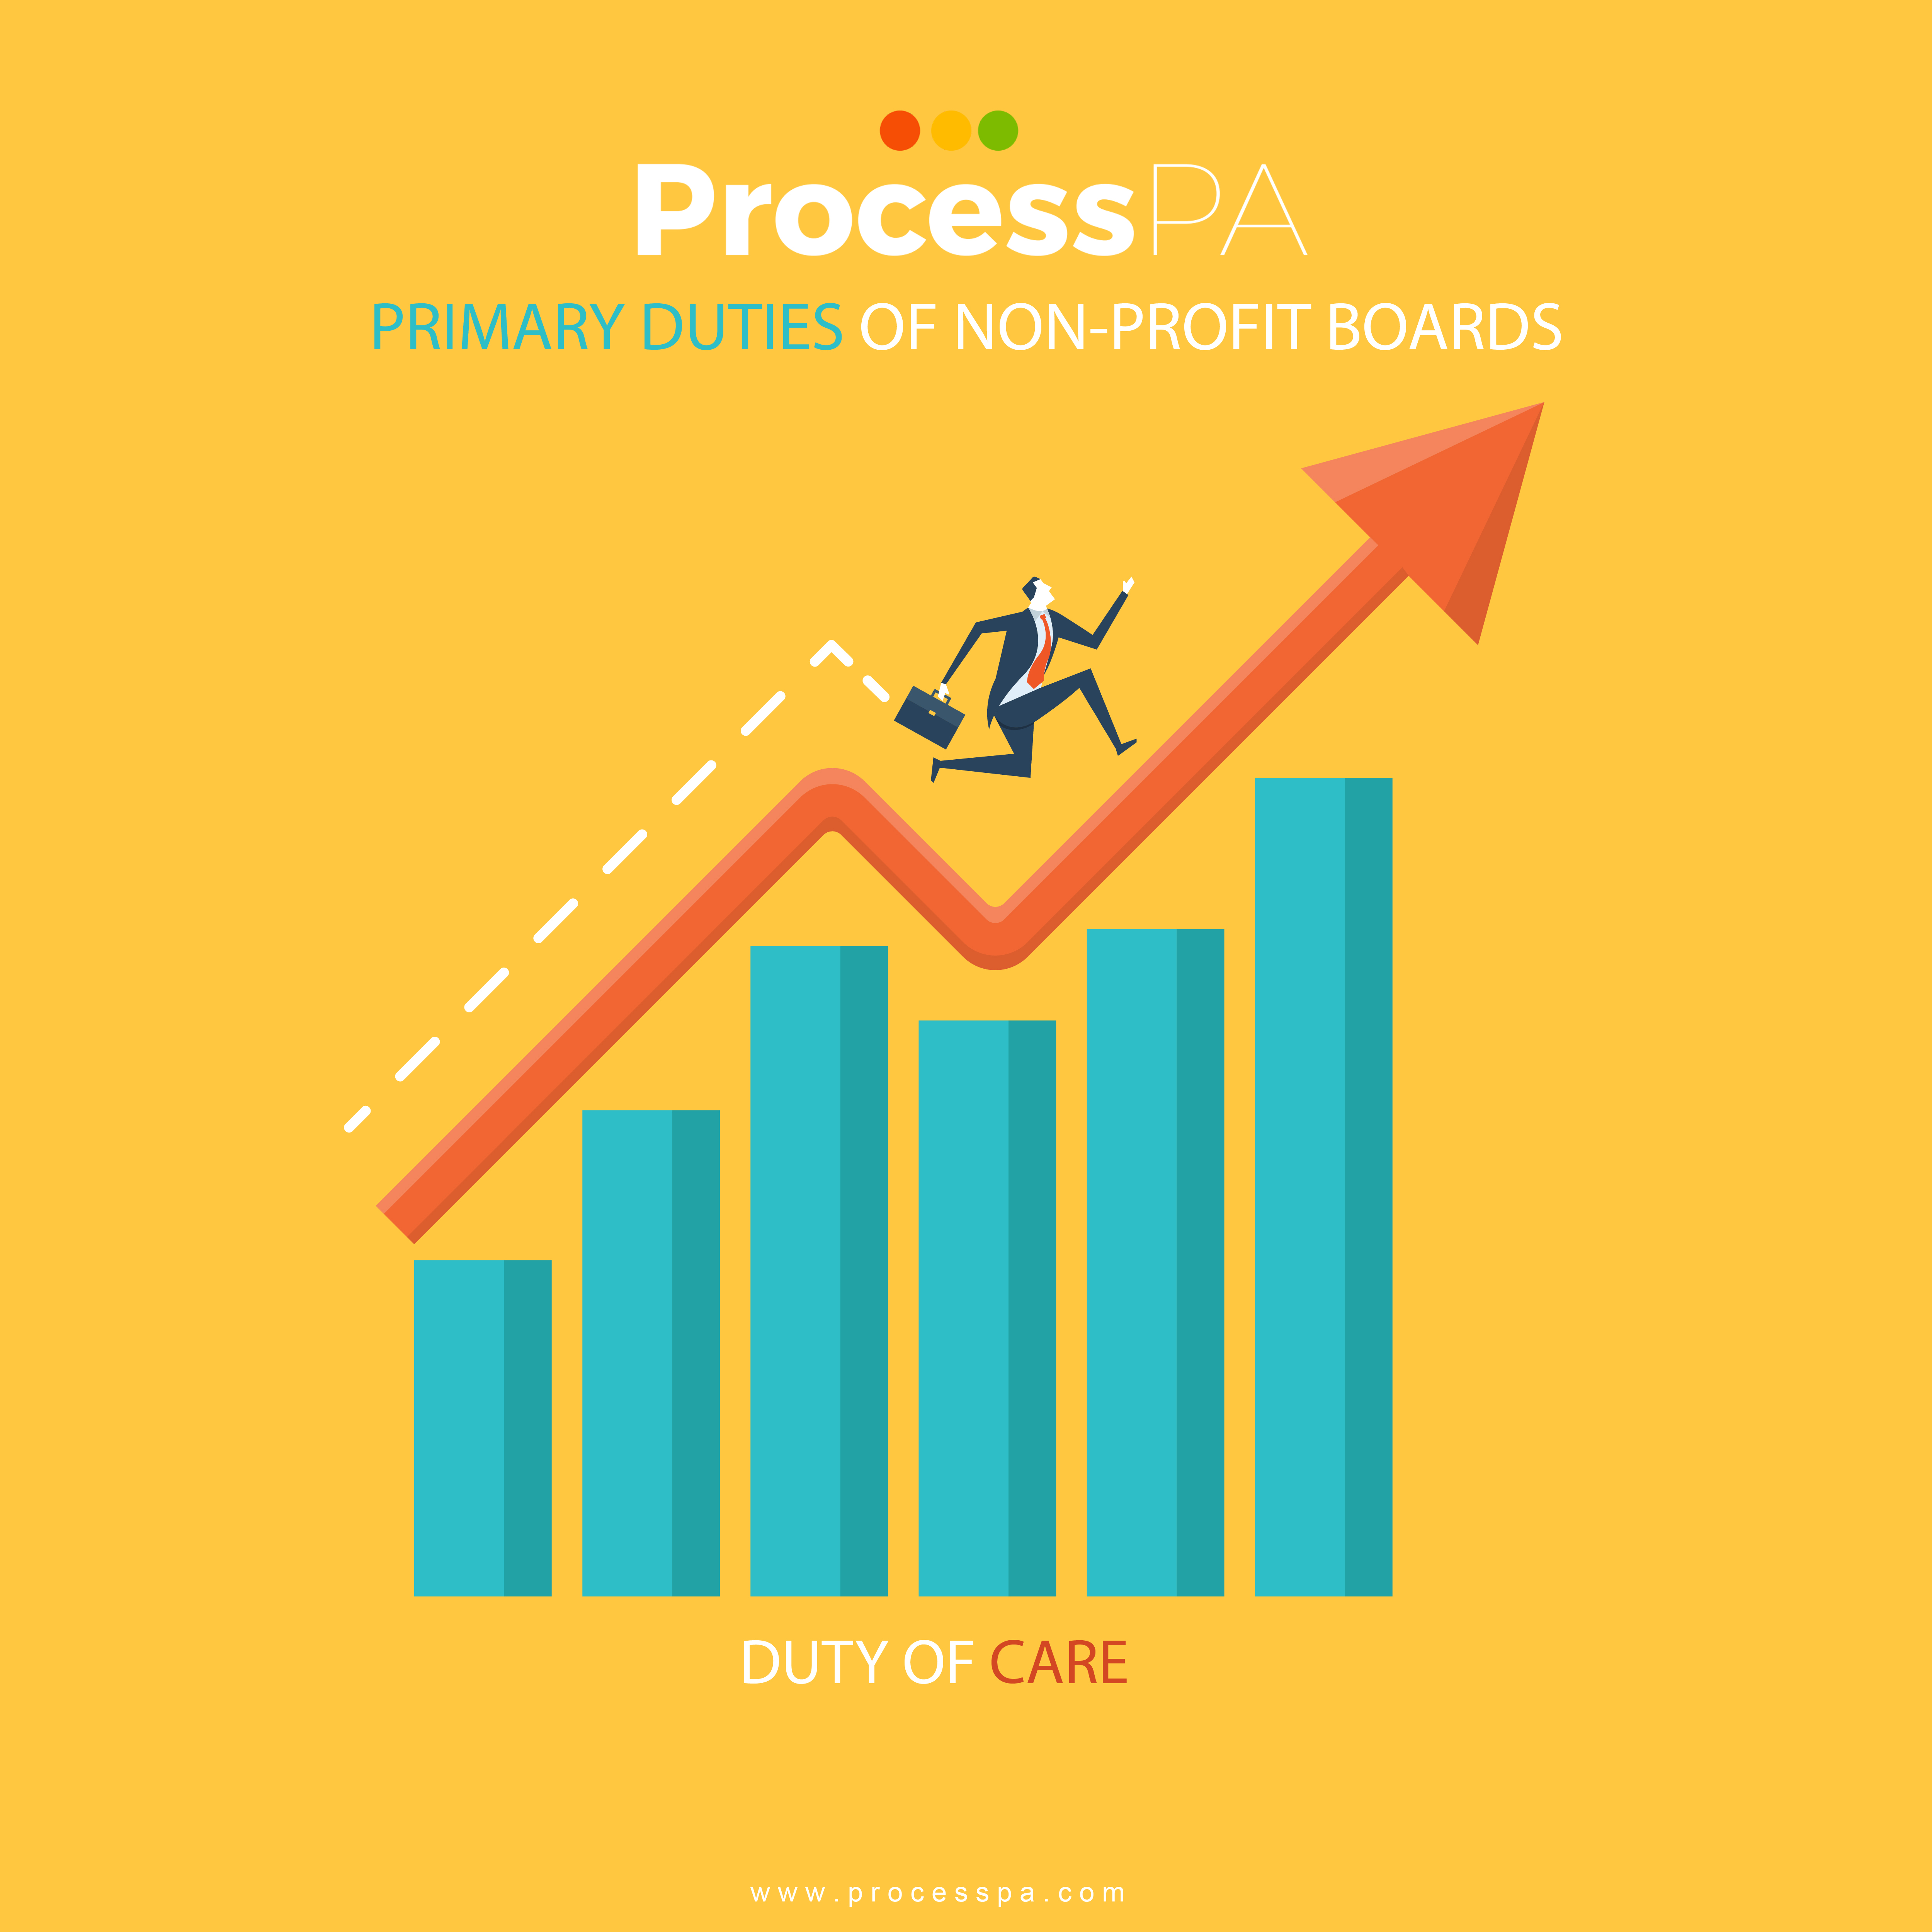 ProcessPA
PRIMARY DUTIES OF NON-PROFIT BOARDS
DUTY OF CARE
www.processpa.com